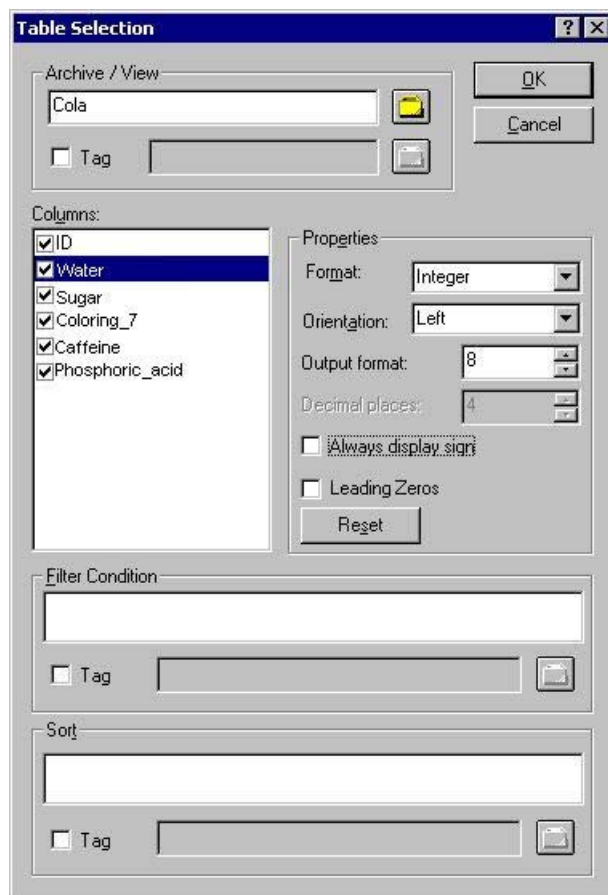 Table Selection
Archive / View
OK
Cola
Cancel
Tag
Columns:
ID
Water
Sugar
Coloring_7
Caffeine
Phosphoric_acid
Properties
Format: Integer
Orientation: Left
Output format: 8
Decimal places: 4
Always display sign
Leading Zeros
Reset
Filter Condition
Tag
Sort
Tag